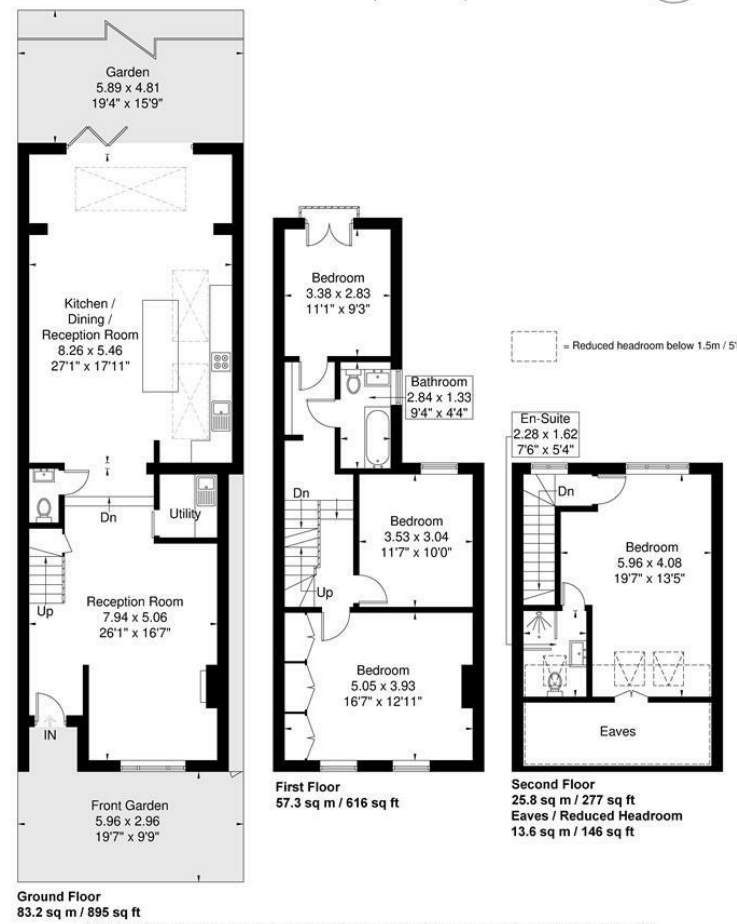 Garden
5.89 x 4.81
19'4" x 15'9"
Kitchen /
Dining /
Reception Room
8.26 x 5.46
27'1" x 17'11"
Dn
Utility
Up
Reception Room
7.94 x 5.06
26'1" x 16'7"
IN
Front Garden
5.96 x 2.96
19'7" x 9'9"
Ground Floor
83.2 sq m / 895 sq ft
Bedroom
3.38 x 2.83
11'1" x 9'3"
Bathroom
2.84 x 1.33
9'4" x 4'4"
Dn
Bedroom
3.53 x 3.04
11'7" x 10'0"
Up
Bedroom
5.05 x 3.93
16'7" x 12'11"
First Floor
57.3 sq m / 616 sq ft
= Reduced headroom below 1.5m / 5'
En-Suite
2.28 x 1.62
7'6" x 5'4"
Dn
Bedroom
5.96 x 4.08
19'7" x 13'5"
Eaves
Second Floor
25.8 sq m / 277 sq ft
Eaves / Reduced Headroom
13.6 sq m / 146 sq ft